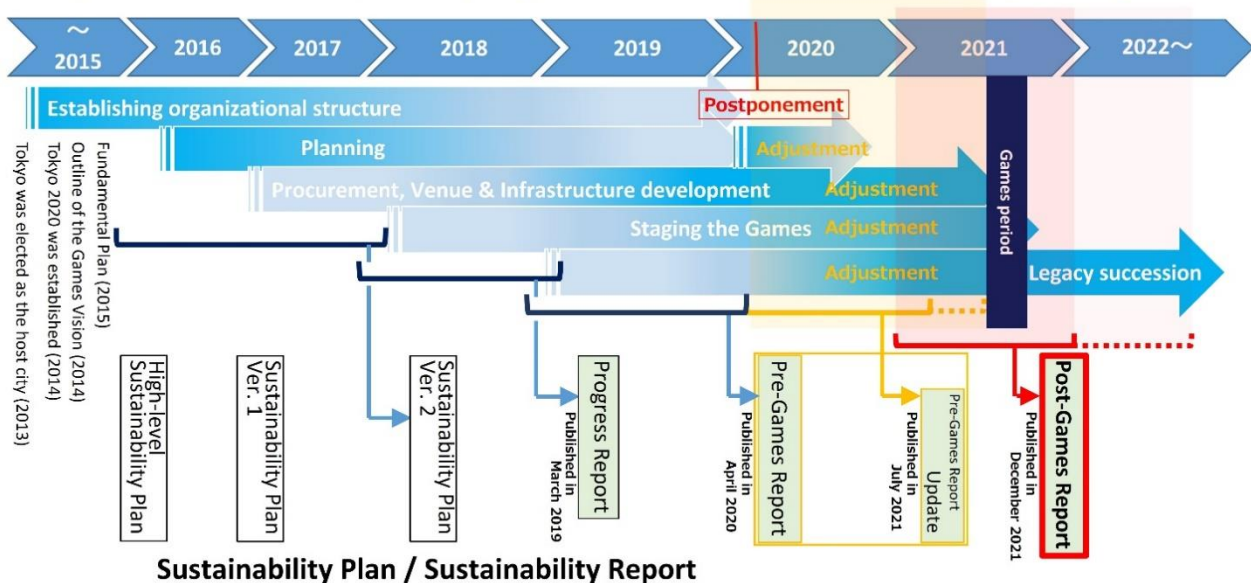 ～
2015
2016
2017
2018
2019
2020
2021
2022～
Establishing organizational structure
Postponement
Planning
Adjustment
Procurement, Venue & Infrastructure development
Adjustment
Staging the Games
Adjustment
Adjustment
Legacy succession
Games period
Fundamental Plan (2015)
Outline of the Games Vision (2014)
Tokyo 2020 was established (2014)
Tokyo was elected as the host city (2013)
High-level
Sustainability Plan
Sustainability Plan
Ver. 1
Sustainability Plan
Ver. 2
Progress Report
Published in
March 2019
Pre-Games Report
Published in
April 2020
Pre-Games Report
Update
Published in
July 2021
Post-Games Report
Published in
December 2021
Sustainability Plan / Sustainability Report